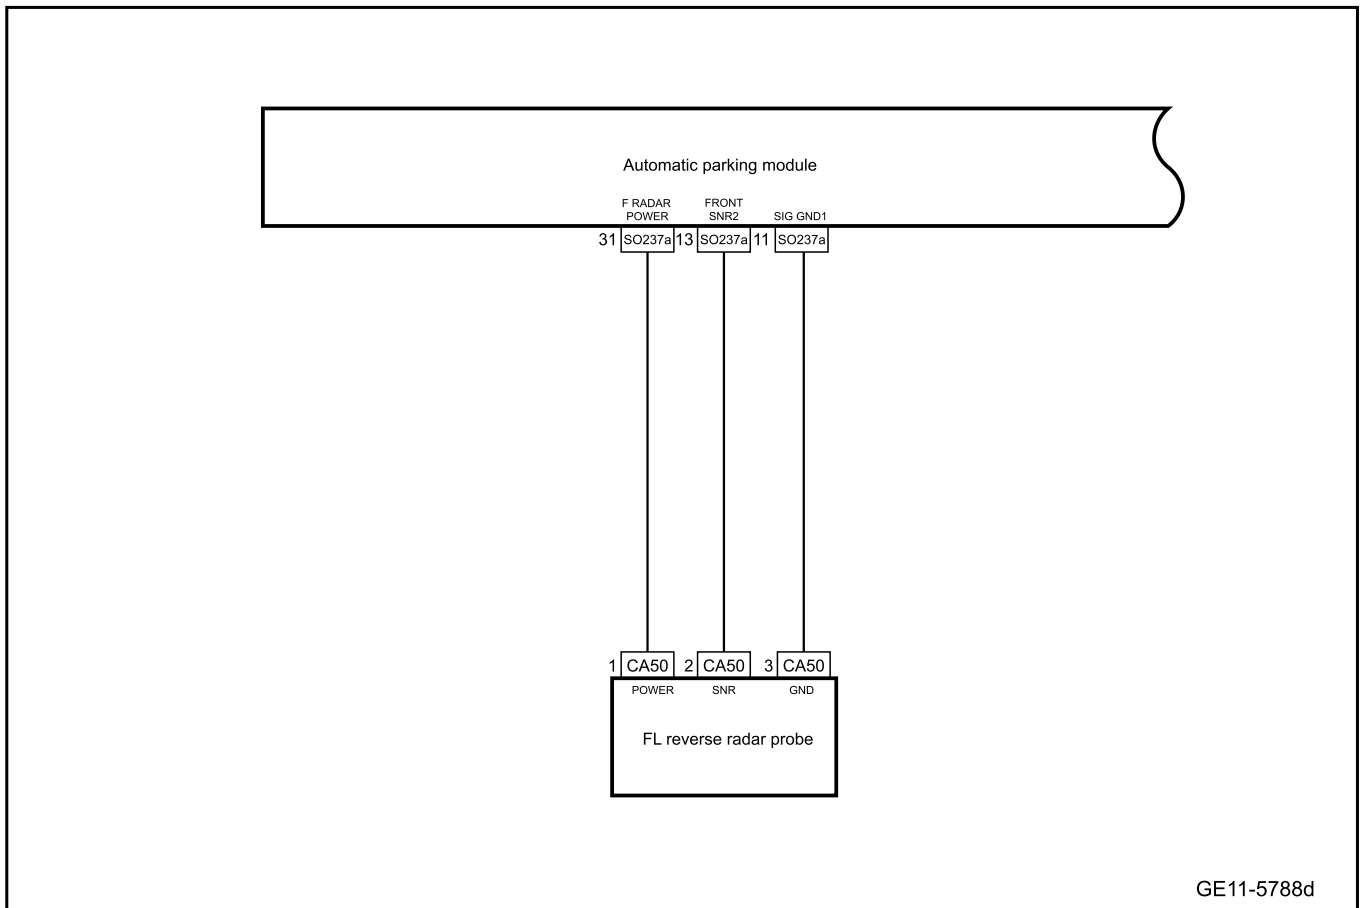 Automatic parking module
F RADAR
POWER
FRONT
SNR2
SIG GND1
31 SO237a 13 SO237a 11 SO237a
1 CA50 2 CA50 3 CA50
POWER SNR GND
FL reverse radar probe
GE11-5788d